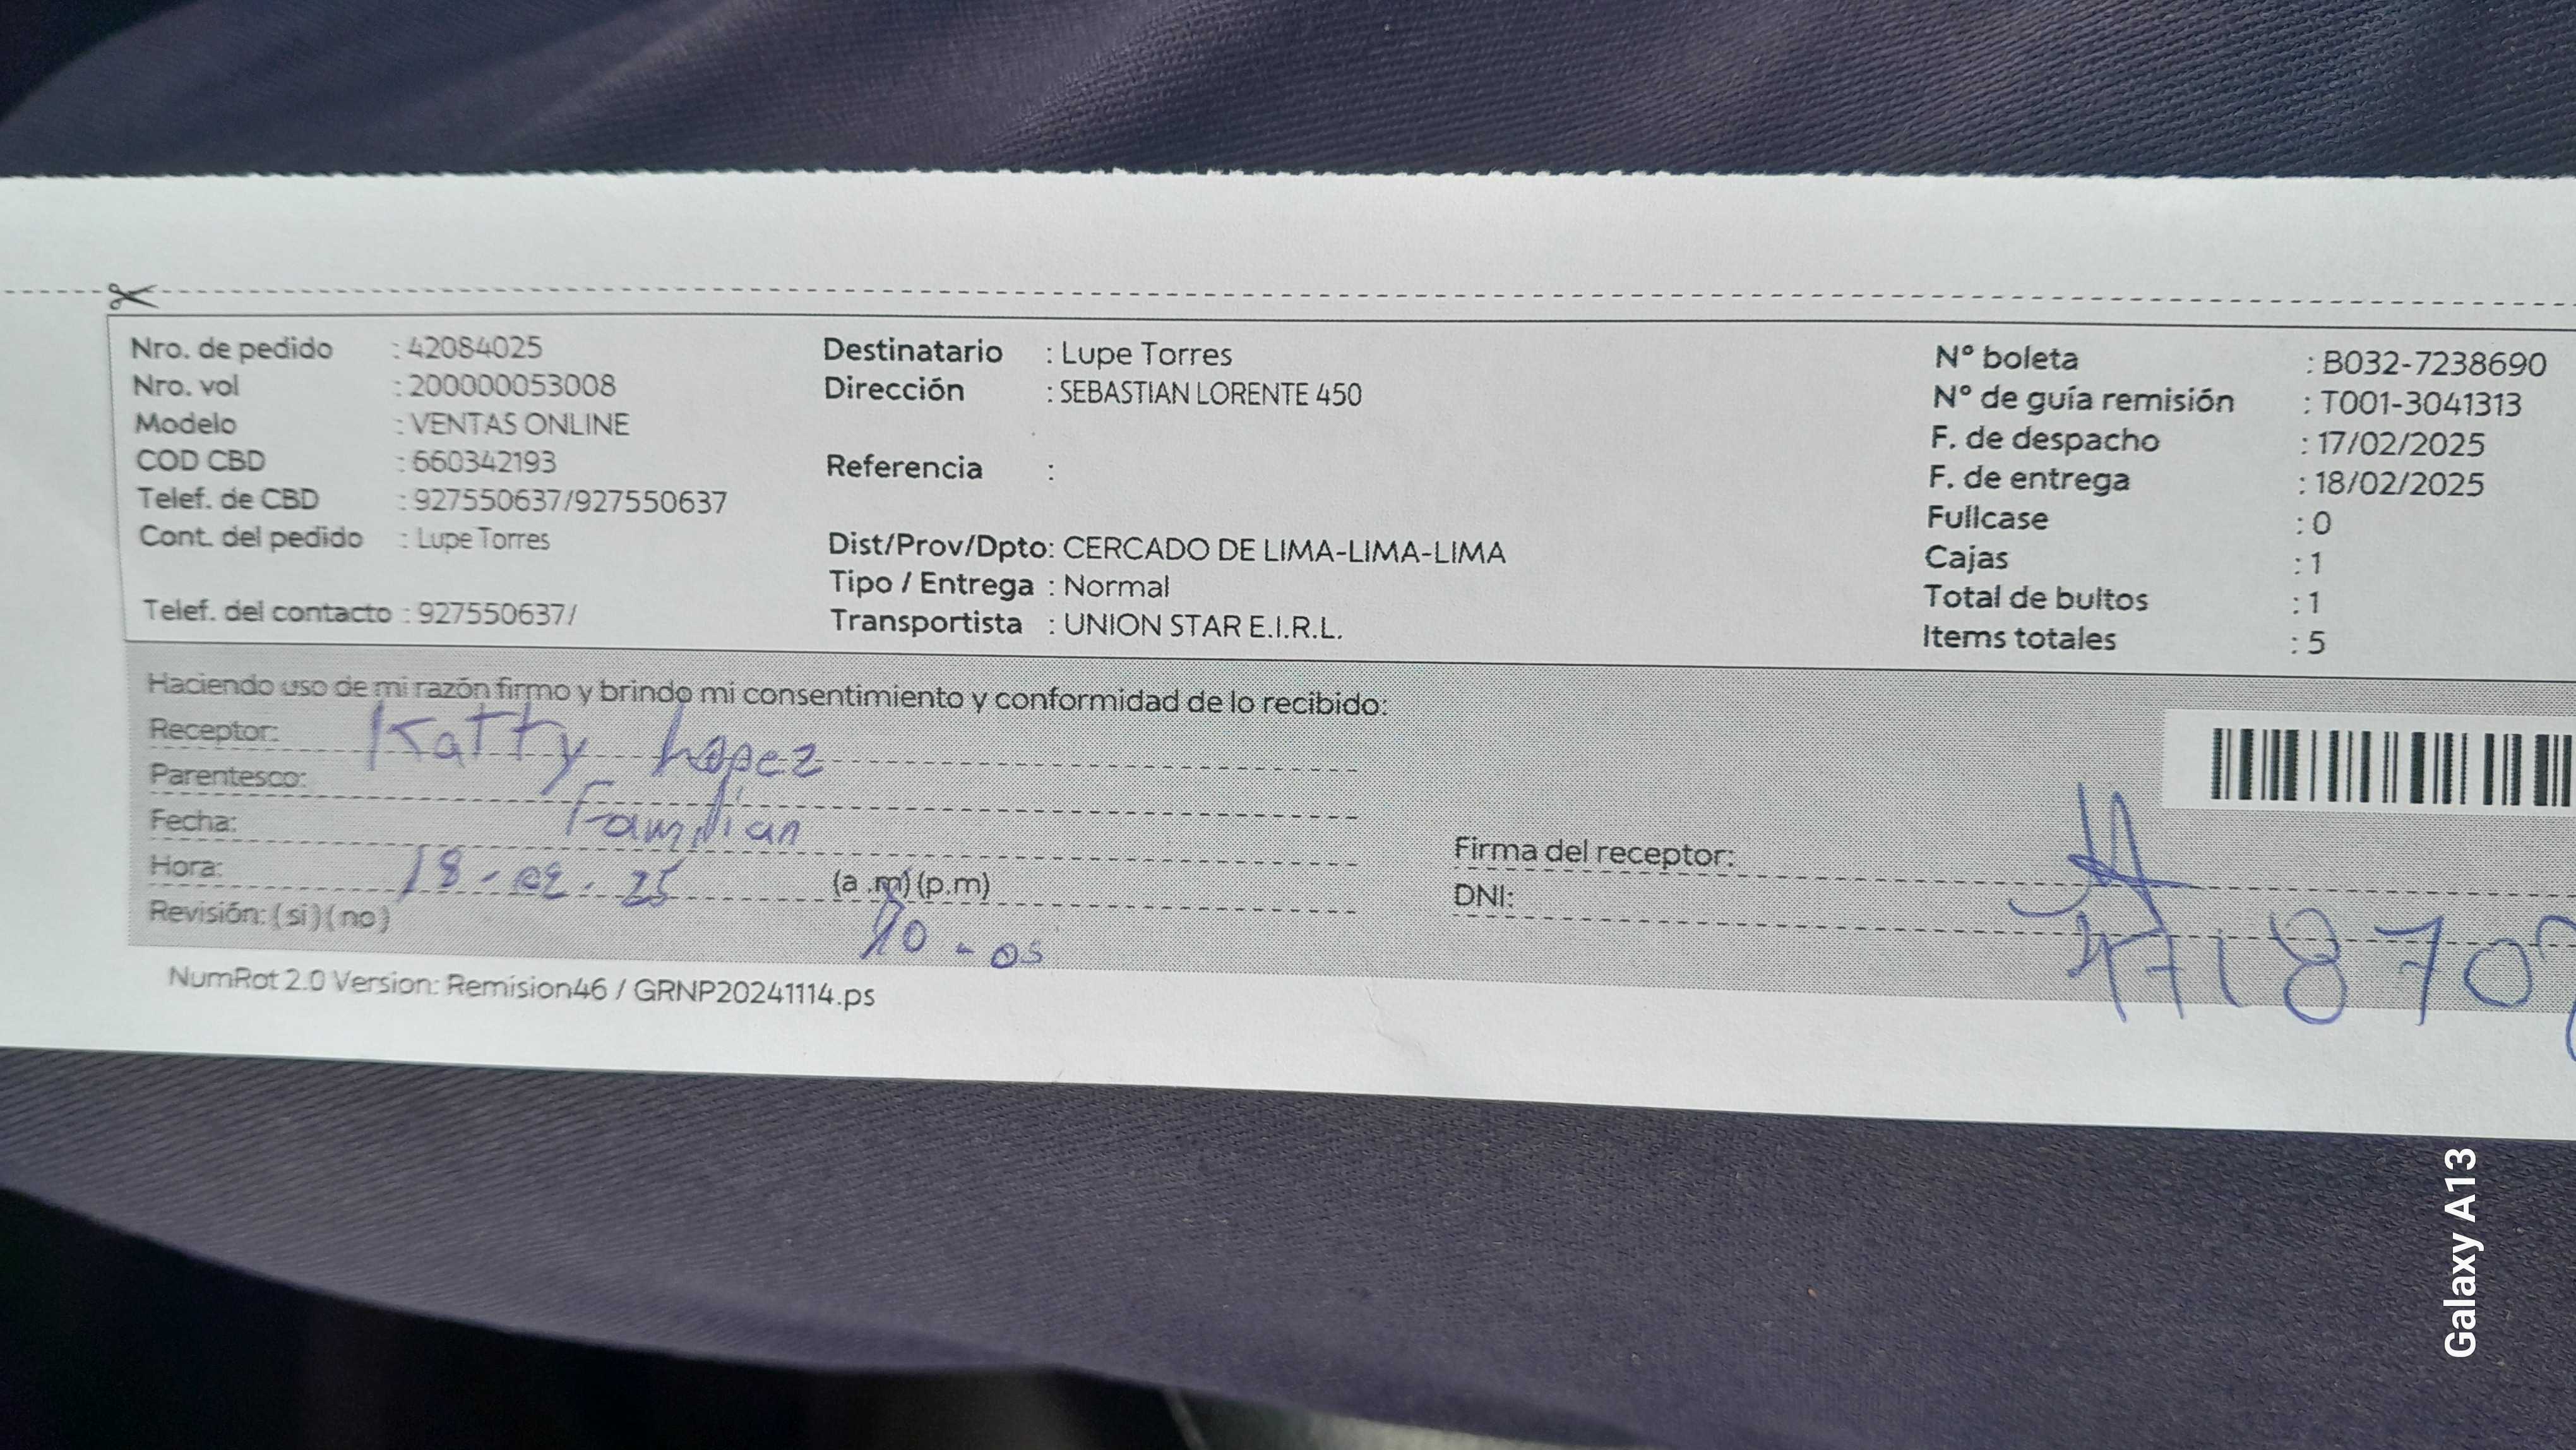 Nro. de pedido : 42084025
Nro. vol : 200000053008
Modelo : VENTAS ONLINE
COD CBD : 660342193
Telef. de CBD : 927550637/927550637
Cont. del pedido : Lupe Torres
Telef. del contacto : 927550637/
Destinatario : Lupe Torres
Dirección : SEBASTIAN LORENTE 450
Referencia :
Dist/Prov/Dpto: CERCADO DE LIMA-LIMA-LIMA
Tipo / Entrega : Normal
Transportista : UNION STAR E.I.R.L.
N° boleta : B032-7238690
N° de guía remisión : T001-3041313
F. de despacho : 17/02/2025
F. de entrega : 18/02/2025
Fullcase : 0
Cajas : 1
Total de bultos : 1
Items totales : 5
Haciendo uso de mi razón firmo y brindo mi consentimiento y conformidad de lo recibido:
Receptor: Katty Lopez
Parentesco: Familiar
Fecha: 18-02-25
Hora: (a .m) (p.m) 10-05
Revisión: (si) (no)
Firma del receptor:
DNI:
NumRot 2.0 Version: Remision46 / GRNP20241114.ps
Galaxy A13